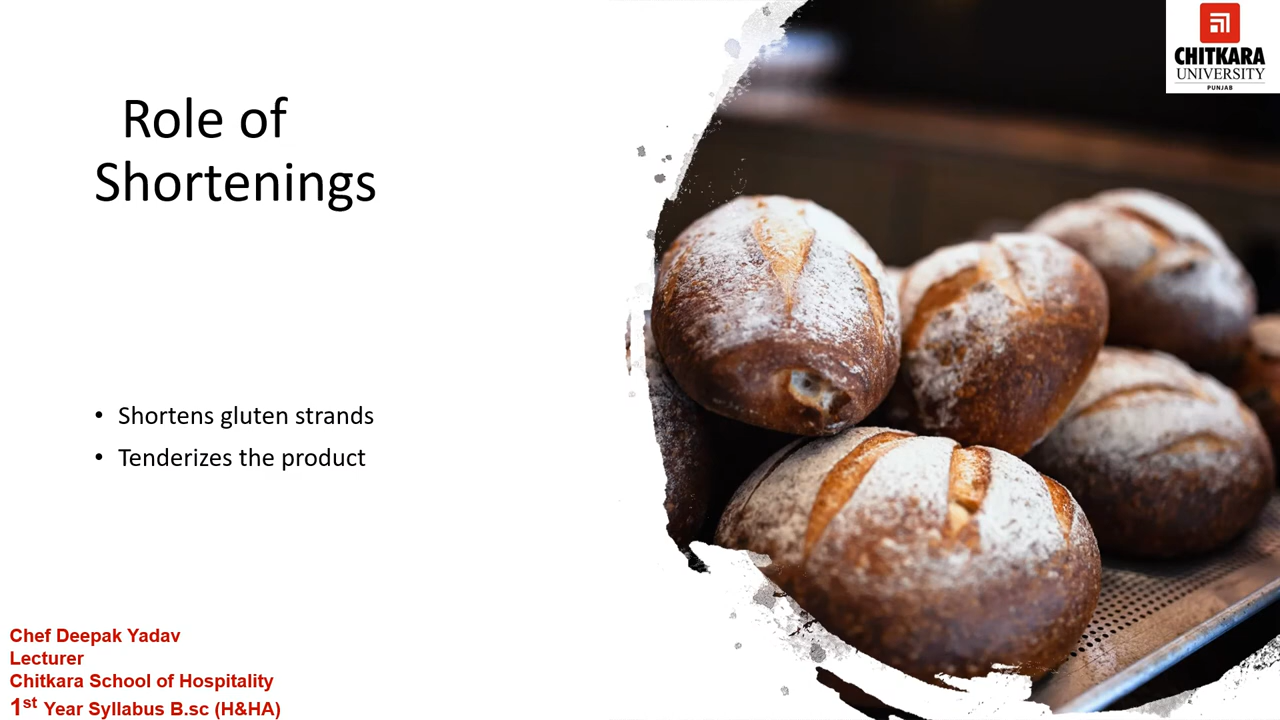 CHITKARA
UNIVERSITY
PUNJAB
Role of
Shortenings
• Shortens gluten strands
• Tenderizes the product
Chef Deepak Yadav
Lecturer
Chitkara School of Hospitality
1st Year Syllabus B.sc (H&HA)